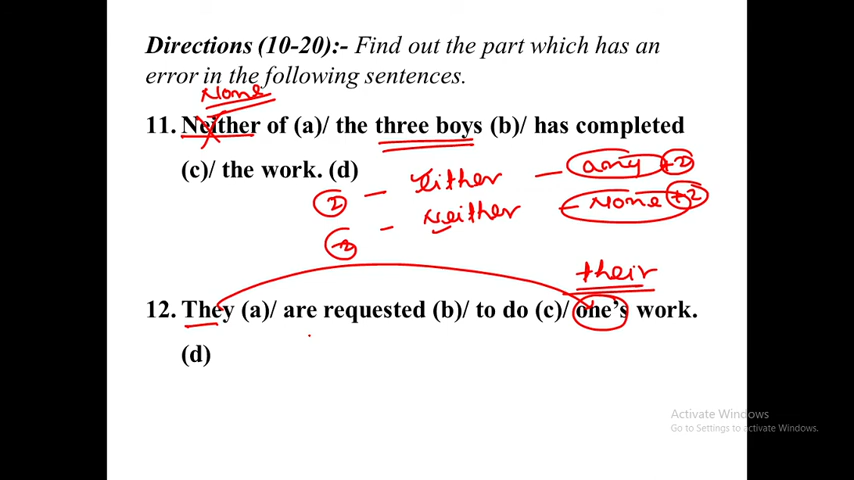 Directions (10-20):- Find out the part which has an
error in the following sentences.
None
11. Neither of (a)/ the three boys (b)/ has completed
(c)/ the work. (d)
2 - Either - any +2
2 - Neither - None +2
their
12. They (a)/ are requested (b)/ to do (c)/ one's work.
(d)
Activate Windows
Go to Settings to activate Windows.